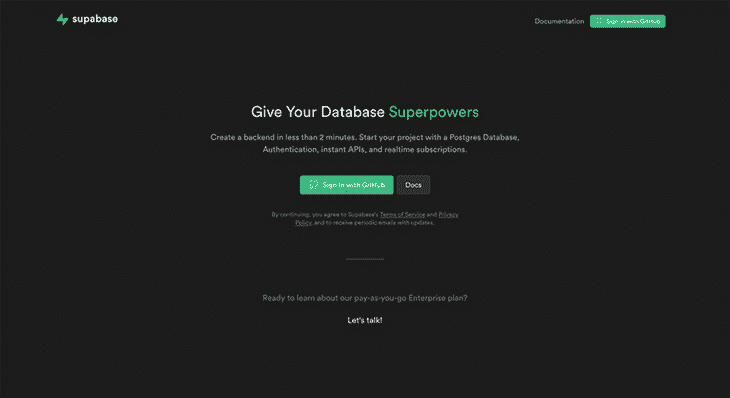 supabase
Documentation
Sign in with GitHub
Give Your Database Superpowers
Create a backend in less than 2 minutes. Start your project with a Postgres Database,
Authentication, instant APIs, and realtime subscriptions.
Sign in with GitHub
Docs
By continuing, you agree to Supabase's Terms of Service and Privacy
Policy, and to receive periodic emails with updates.
Ready to learn about our pay-as-you-go Enterprise plan?
Let's talk!